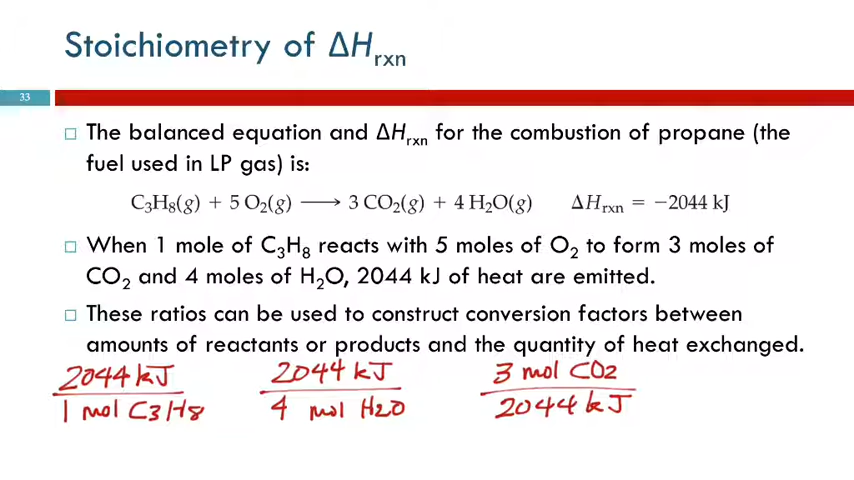 Stoichiometry of ΔHrxn
33
□ The balanced equation and ΔHrxn for the combustion of propane (the
fuel used in LP gas) is:
C₃H₈(g) + 5 O₂(g) ⟶ 3 CO₂(g) + 4 H₂O(g) ΔHrxn = −2044 kJ
□ When 1 mole of C₃H₈ reacts with 5 moles of O₂ to form 3 moles of
CO₂ and 4 moles of H₂O, 2044 kJ of heat are emitted.
□ These ratios can be used to construct conversion factors between
amounts of reactants or products and the quantity of heat exchanged.
2044 kJ 2044 kJ 3 mol CO2
1 mol C3H8 4 mol H2O 2044 kJ